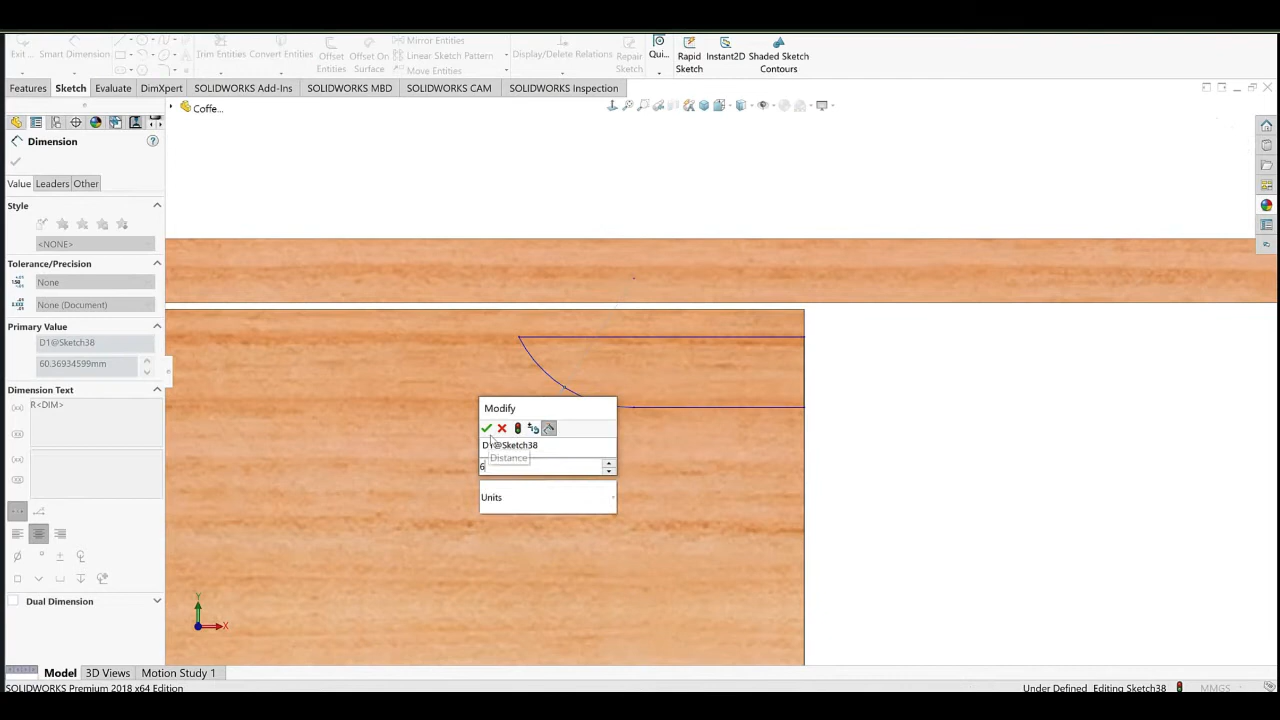 Exit ...
Smart Dimension
Trim Entities
Convert Entities
Offset Entities
Offset On Surface
Mirror Entities
Linear Sketch Pattern
Move Entities
Display/Delete Relations
Repair Sketch
Qui...
Rapid Sketch
Instant2D
Shaded Sketch Contours
Features
Sketch
Evaluate
DimXpert
SOLIDWORKS Add-Ins
SOLIDWORKS MBD
SOLIDWORKS CAM
SOLIDWORKS Inspection
Coffe...
Dimension
Value
Leaders
Other
Style
<NONE>
Tolerance/Precision
None
None (Document)
Primary Value
D1@Sketch38
60.36934599mm
Dimension Text
R<DIM>
Dual Dimension
Modify
D1@Sketch38
Distance
6
Units
Y
X
Model
3D Views
Motion Study 1
SOLIDWORKS Premium 2018 x64 Edition
Under Defined
Editing Sketch38
MMGS